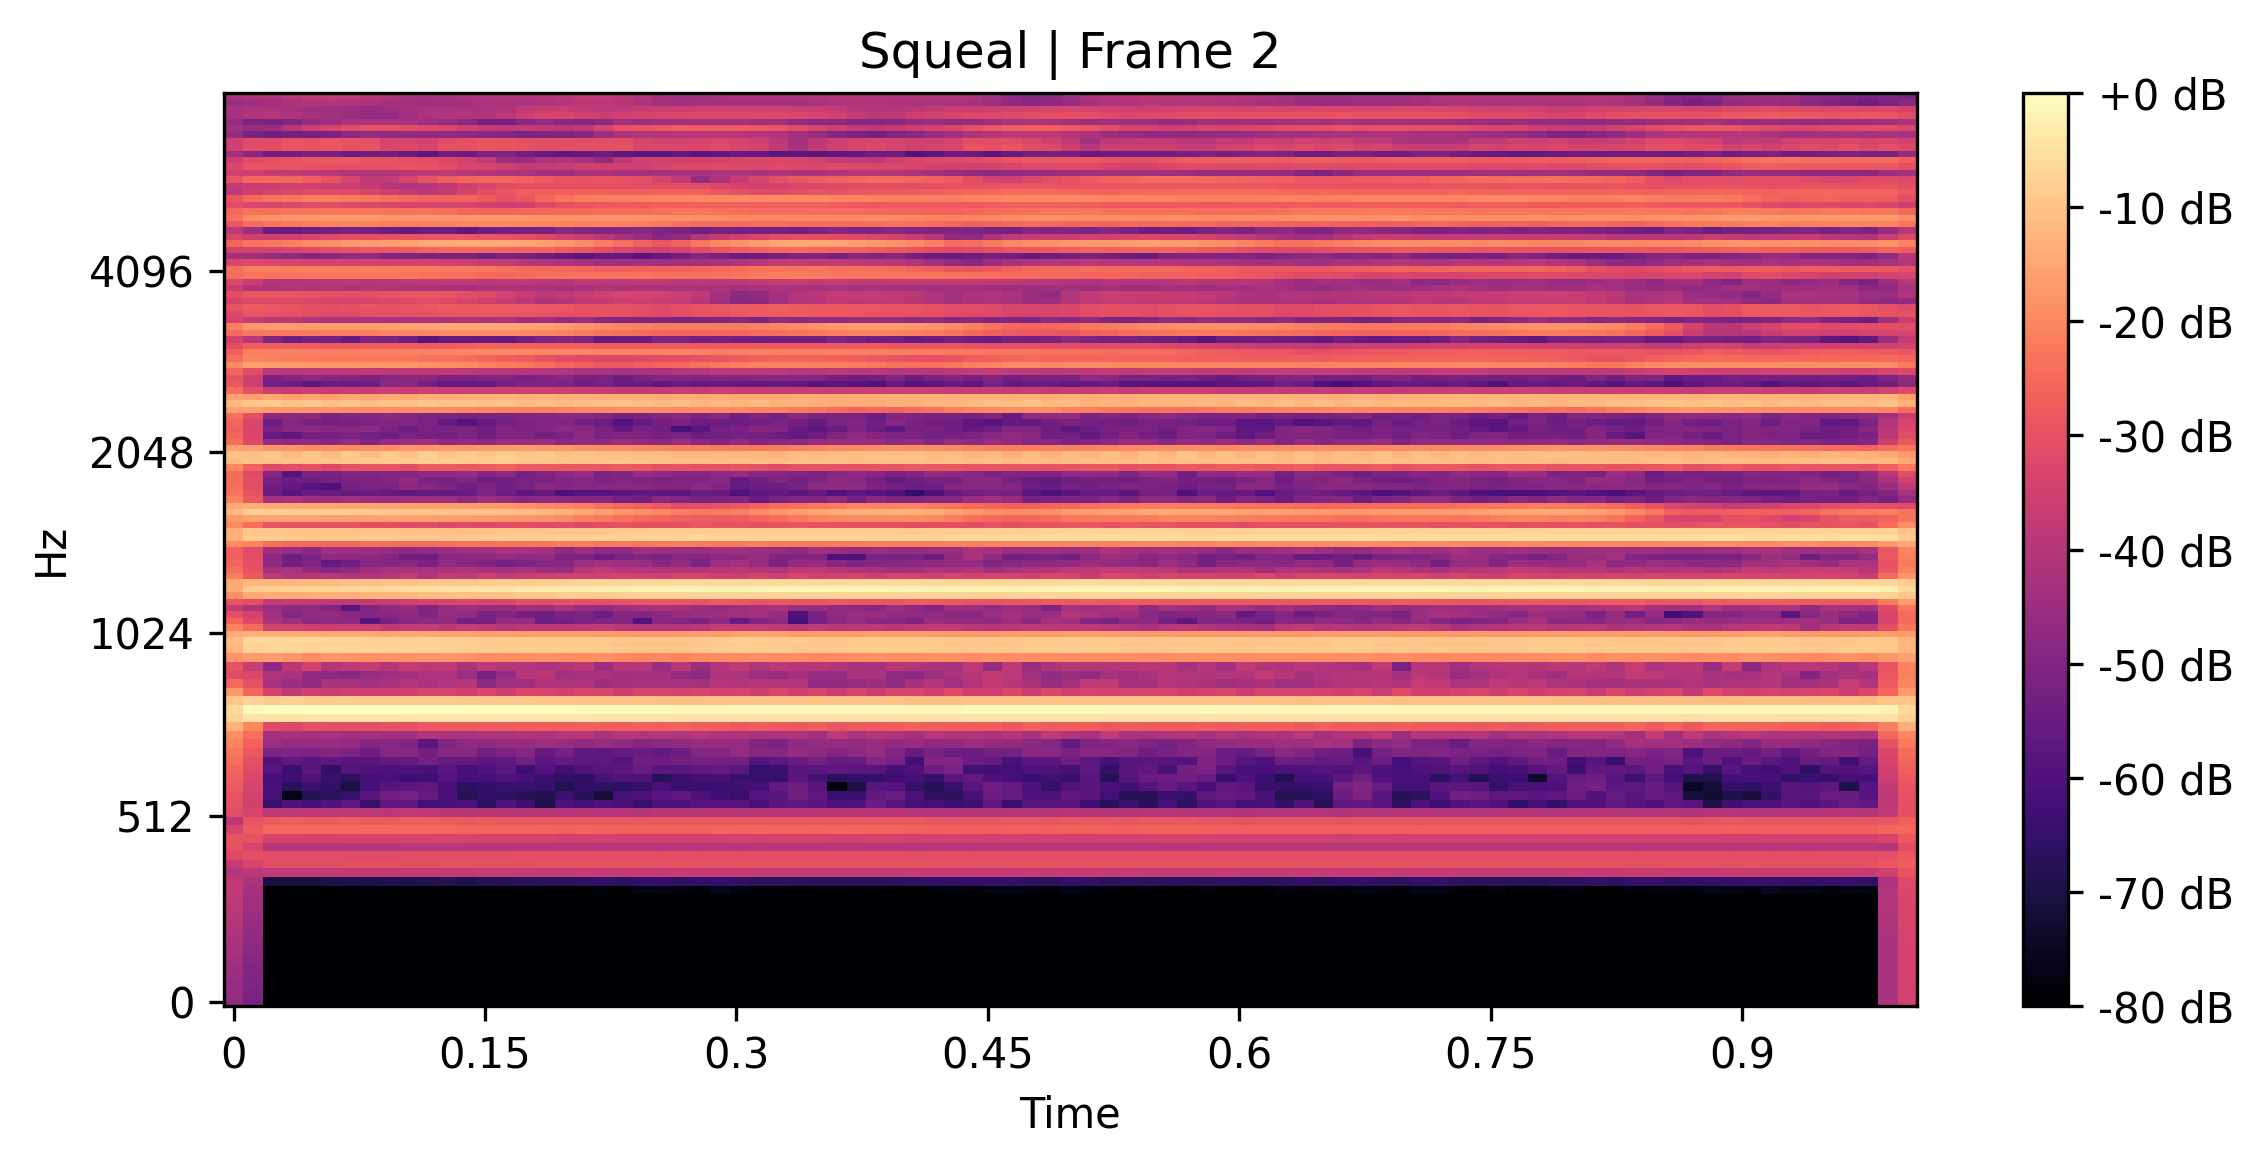 Squeal | Frame 2
+0 dB
-10 dB
-20 dB
-30 dB
-40 dB
-50 dB
-60 dB
-70 dB
-80 dB
Hz
4096
2048
1024
512
0
0 0.15 0.3 0.45 0.6 0.75 0.9
Time